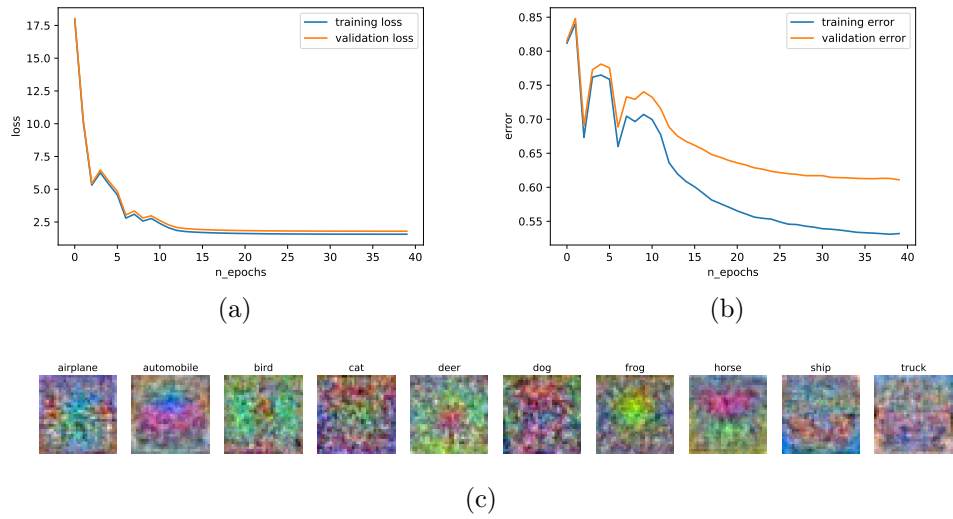 17.5
15.0
12.5
10.0
7.5
5.0
2.5
loss
training loss
validation loss
0 5 10 15 20 25 30 35 40
n_epochs
(a)
0.85
0.80
0.75
0.70
0.65
0.60
0.55
error
training error
validation error
0 5 10 15 20 25 30 35 40
n_epochs
(b)
airplane automobile bird cat deer dog frog horse ship truck
(c)